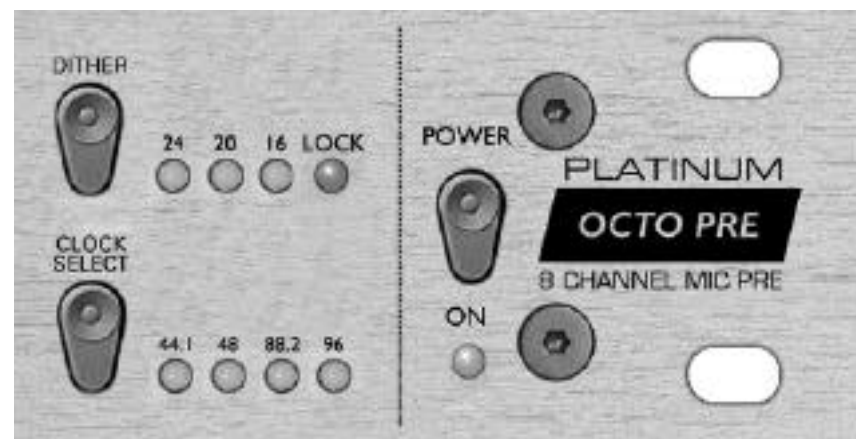 DITHER
24 20 16 LOCK
CLOCK
SELECT
44.1 48 88.2 96
POWER
ON
PLATINUM
OCTO PRE
8 CHANNEL MIC PRE